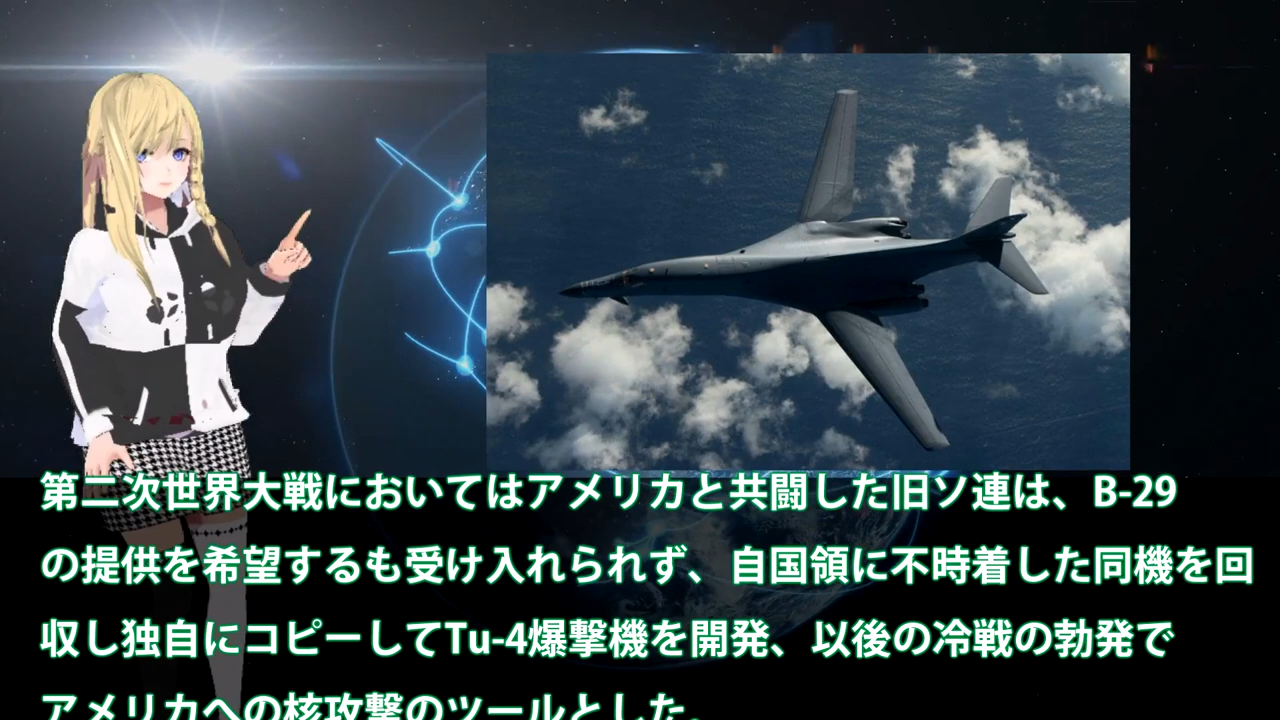 第二次世界大戦においてはアメリカと共闘した旧ソ連は、B-29
の提供を希望するも受け入れられず、自国領に不時着した同機を回
収し独自にコピーしてTu-4爆撃機を開発、以後の冷戦の勃発で
アメリカへの核攻撃のツールとした。